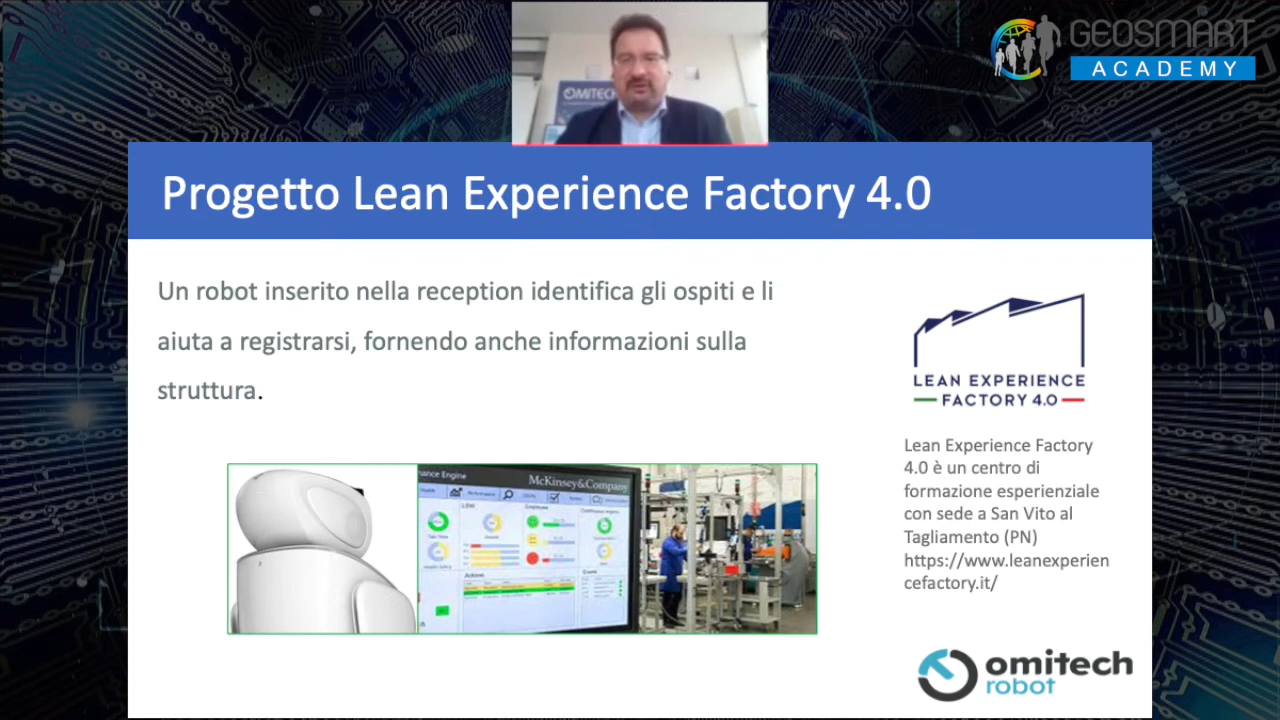 GEOSMART
ACADEMY
OMITECH
Progetto Lean Experience Factory 4.0
Un robot inserito nella reception identifica gli ospiti e li
aiuta a registrarsi, fornendo anche informazioni sulla
struttura.
LEAN EXPERIENCE
FACTORY 4.0
Lean Experience Factory
4.0 è un centro di
formazione esperienziale
con sede a San Vito al
Tagliamento (PN)
https://www.leanexperien
cefactory.it/
McKinsey&Company
omitech
robot